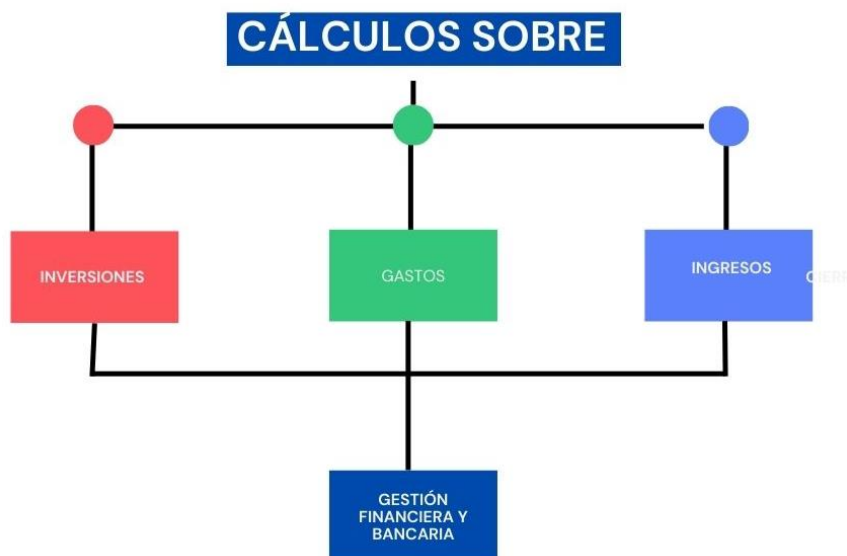 CÁLCULOS SOBRE
INVERSIONES
GASTOS
INGRESOS
GESTIÓN
FINANCIERA Y
BANCARIA